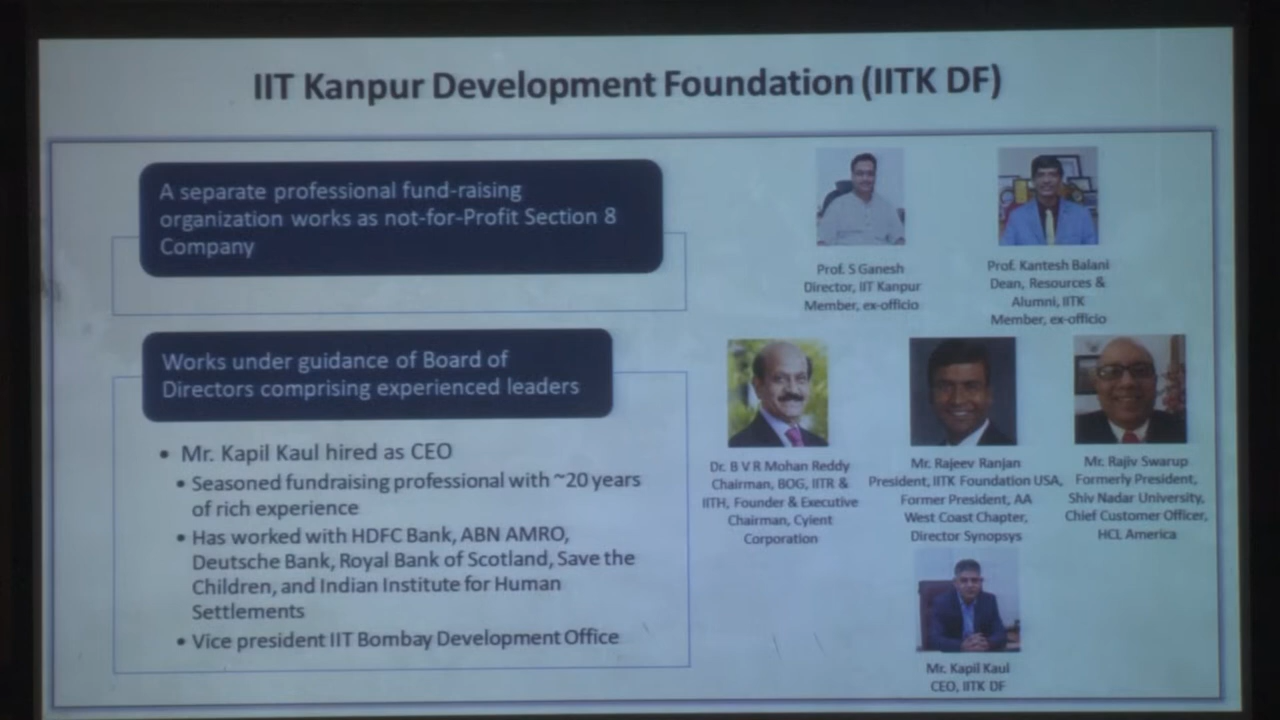 IIT Kanpur Development Foundation (IITK DF)
A separate professional fund-raising
organization works as not-for-Profit Section 8
Company
Works under guidance of Board of
Directors comprising experienced leaders
• Mr. Kapil Kaul hired as CEO
• Seasoned fundraising professional with ~20 years
of rich experience
• Has worked with HDFC Bank, ABN AMRO,
Deutsche Bank, Royal Bank of Scotland, Save the
Children, and Indian Institute for Human
Settlements
• Vice president IIT Bombay Development Office
Prof. S Ganesh
Director, IIT Kanpur
Member, ex-officio
Prof. Kantesh Balani
Dean, Resources &
Alumni, IITK
Member, ex-officio
Dr. B V R Mohan Reddy
Chairman, BOG, IITR &
IITH, Founder & Executive
Chairman, Cyient
Corporation
Mr. Rajeev Ranjan
President, IITK Foundation USA,
Former President, AA
West Coast Chapter,
Director Synopsys
Mr. Rajiv Swarup
Formerly President,
Shiv Nadar University,
Chief Customer Officer,
HCL America
Mr. Kapil Kaul
CEO, IITK DF